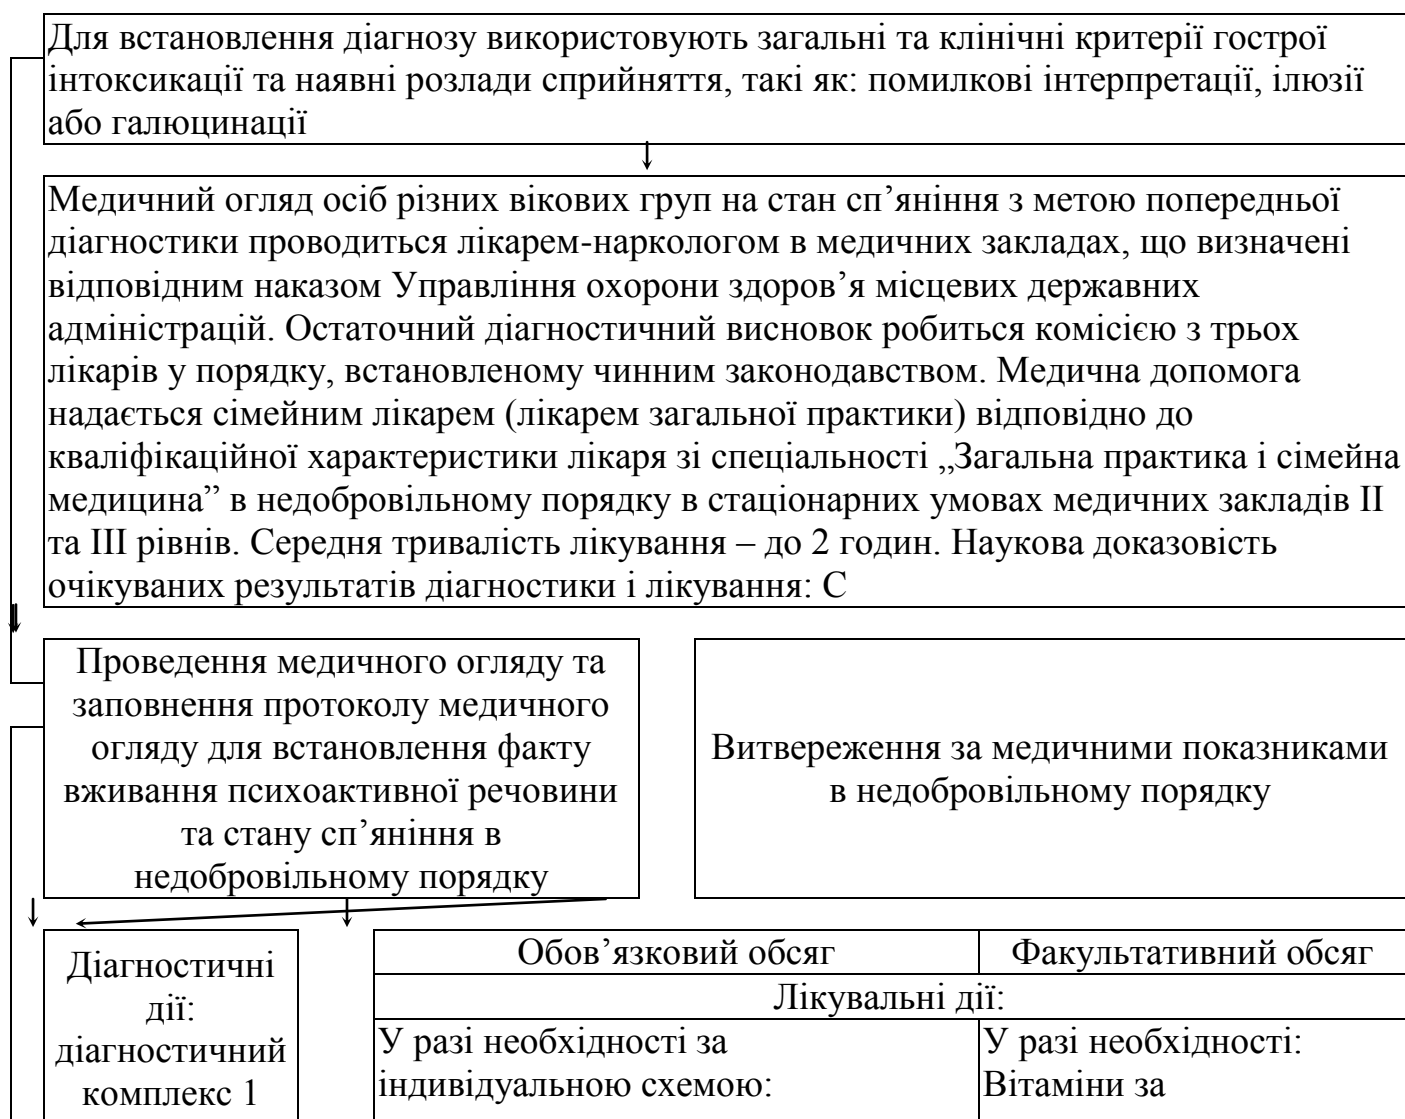 Для встановлення діагнозу використовують загальні та клінічні критерії гострої
інтоксикації та наявні розлади сприйняття, такі як: помилкові інтерпретації, ілюзії
або галюцинації
Медичний огляд осіб різних вікових груп на стан сп’яніння з метою попередньої
діагностики проводиться лікарем-наркологом в медичних закладах, що визначені
відповідним наказом Управління охорони здоров’я місцевих державних
адміністрацій. Остаточний діагностичний висновок робиться комісією з трьох
лікарів у порядку, встановленому чинним законодавством. Медична допомога
надається сімейним лікарем (лікарем загальної практики) відповідно до
кваліфікаційної характеристики лікаря зі спеціальності „Загальна практика і сімейна
медицина” в недобровільному порядку в стаціонарних умовах медичних закладів ІІ
та ІІІ рівнів. Середня тривалість лікування – до 2 годин. Наукова доказовість
очікуваних результатів діагностики і лікування: С
Проведення медичного огляду та
заповнення протоколу медичного
огляду для встановлення факту
вживання психоактивної речовини
та стану сп’яніння в
недобровільному порядку
Витвереження за медичними показниками
в недобровільному порядку
Діагностичні
дії:
діагностичний
комплекс 1
Обов’язковий обсяг
Факультативний обсяг
Лікувальні дії:
У разі необхідності за
індивідуальною схемою:
У разі необхідності:
Вітаміни за